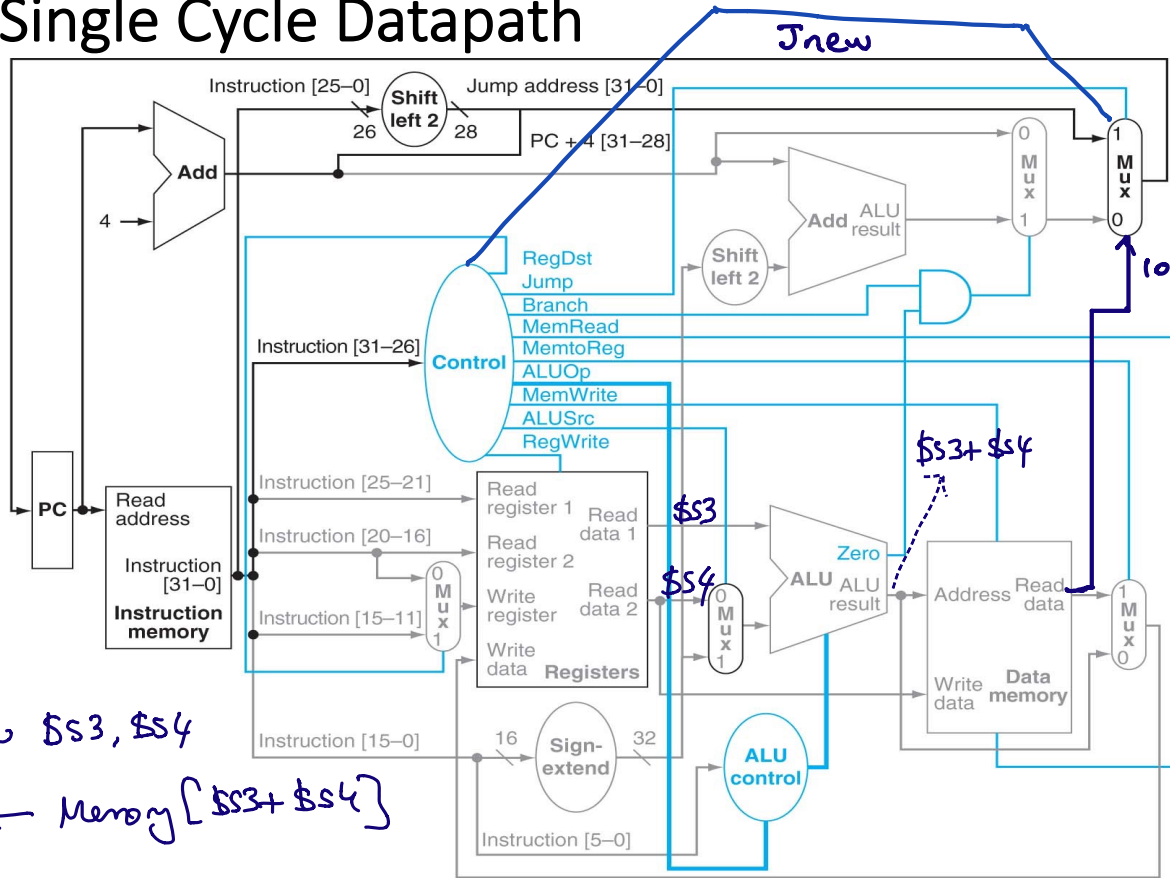 Single Cycle Datapath
Jnew
Instruction [25–0]
Shift
left 2
Jump address [31–0]
26
28
PC + 4 [31–28]
Add
4
0
M
u
x
1
1
M
u
x
0
Add
ALU
result
Shift
left 2
10
RegDst
Jump
Branch
MemRead
MemtoReg
ALUOp
MemWrite
ALUSrc
RegWrite
Instruction [31–26]
Control
$s3+ $s4
PC
Read
address
Instruction
[31–0]
Instruction
memory
Instruction [25–21]
Instruction [20–16]
Instruction [15–11]
0
M
u
x
1
Read
register 1
Read
register 2
Write
register
Write
data
Read
data 1
Read
data 2
Registers
$s3
$s4
0
M
u
x
1
Zero
ALU
ALU
result
Address
Read
data
Write
data
Data
memory
1
M
u
x
0
$s3, $s4
Memory [$s3+ $s4]
Instruction [15–0]
16
Sign-
extend
32
ALU
control
Instruction [5–0]